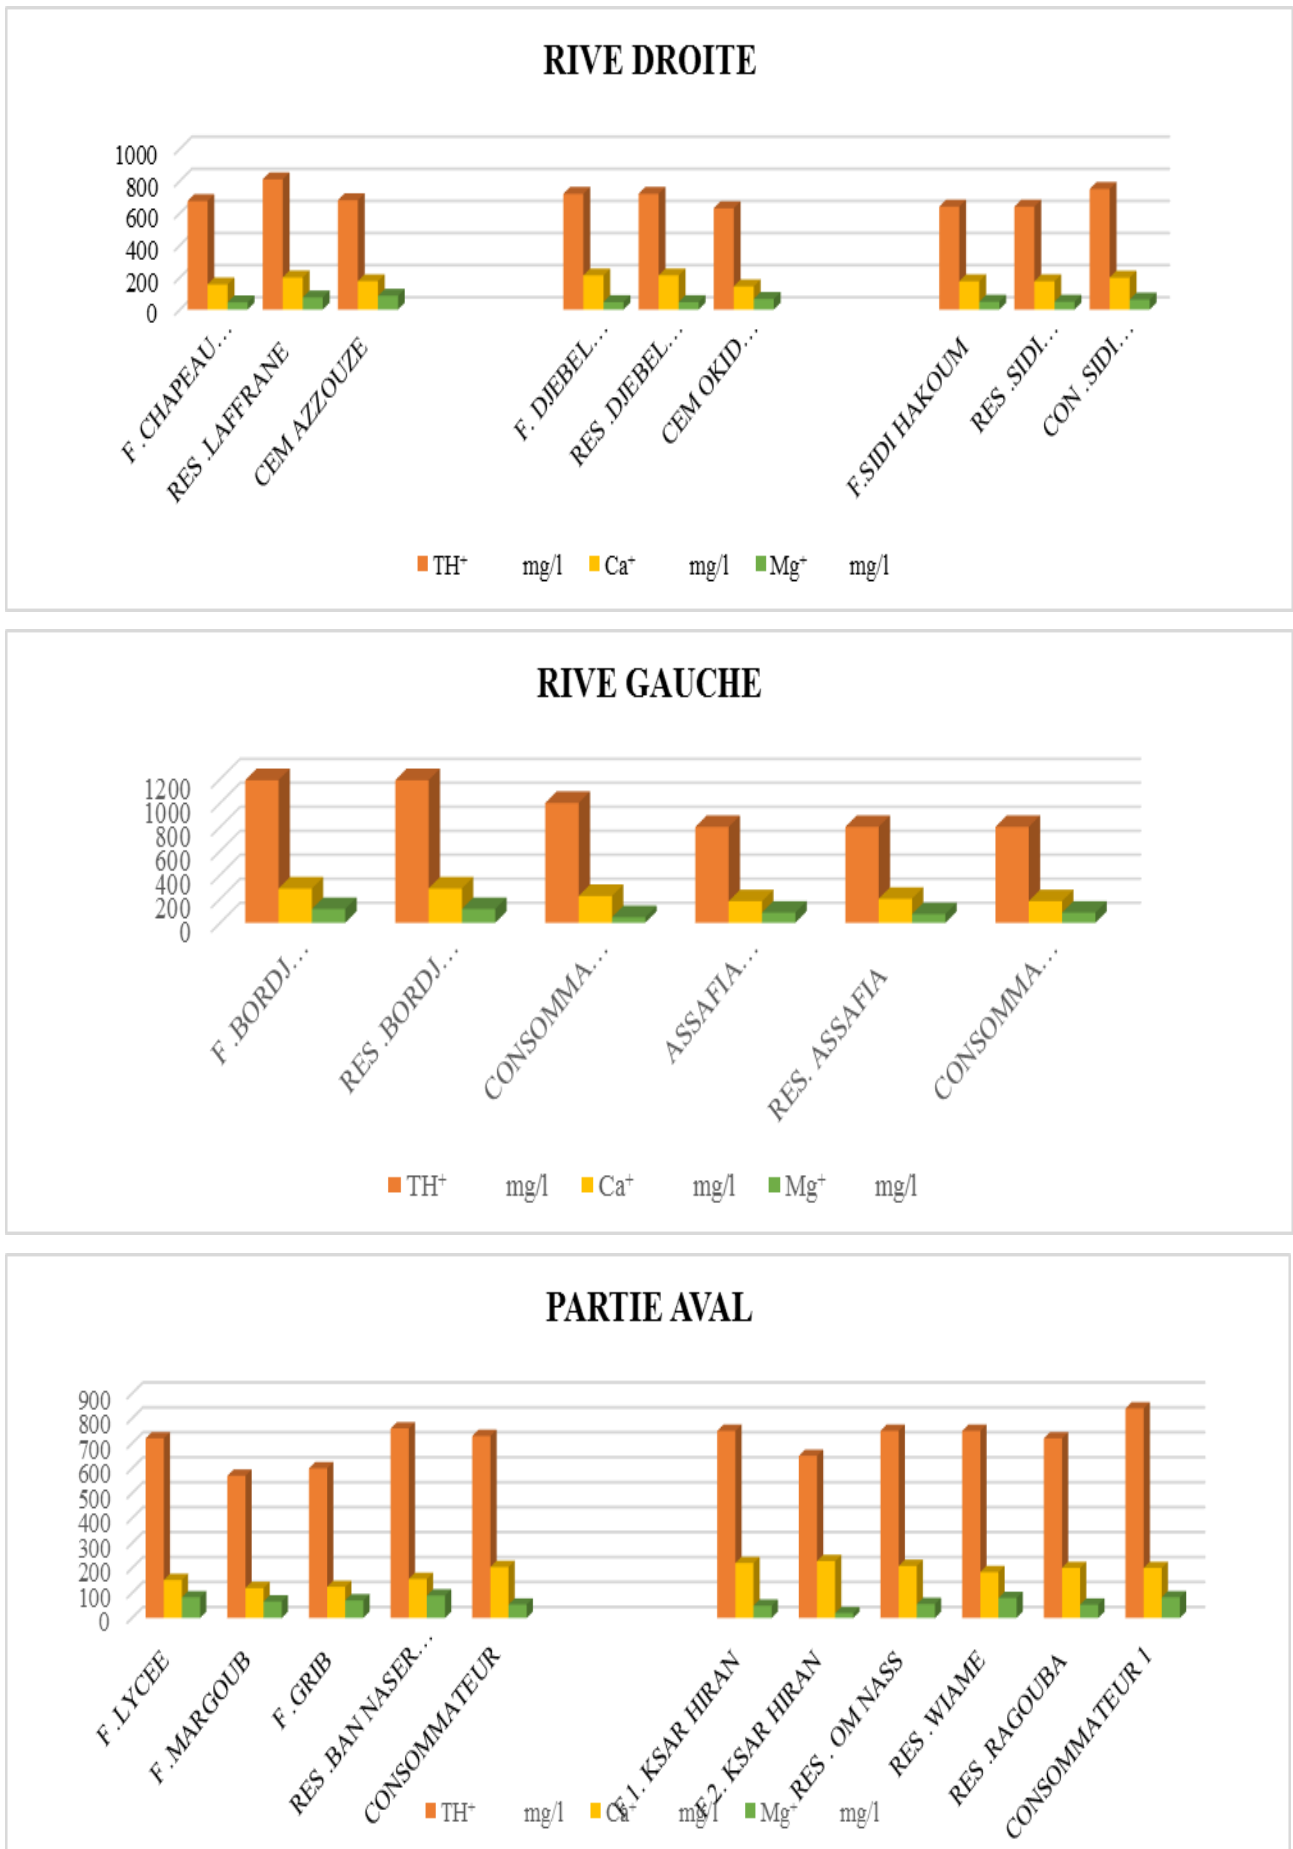 RIVE DROITE
1000
800
600
400
200
0
F. CHAPEAU…
RES .LAFFRANE
CEM AZZOUZE
F. DJEBEL…
RES .DJEBEL…
CEM OKID…
F.SIDI HAKOUM
RES .SIDI…
CON .SIDI…
TH⁺ mg/l Ca⁺ mg/l Mg⁺ mg/l
RIVE GAUCHE
1200
1000
800
600
400
200
0
F .BORDJ…
RES .BORDJ…
CONSOMMA…
ASSAFIA…
RES. ASSAFIA
CONSOMMA…
TH⁺ mg/l Ca⁺ mg/l Mg⁺ mg/l
PARTIE AVAL
900
800
700
600
500
400
300
200
100
0
F .LYCEE
F .MARGOUB
F. GRIB
RES .BAN NASER…
CONSOMMATEUR
F.1. KSAR HIRAN
F.2. KSAR HIRAN
RES . OM NASS
RES . WIAME
RES .RAGOUBA
CONSOMMATEUR 1
TH⁺ mg/l Ca⁺ mg/l Mg⁺ mg/l